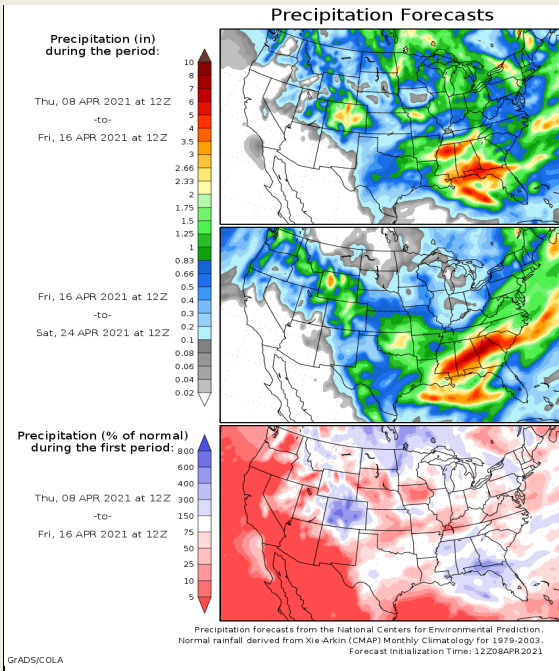 Precipitation Forecasts
Precipitation (in)
during the period:
Thu, 08 APR 2021 at 12Z
-to-
Fri, 16 APR 2021 at 12Z
10
8
7
6
5
4
3.5
3
2.66
2.33
2
1.75
1.5
1.25
1
0.83
0.66
0.5
0.4
0.3
0.2
0.1
0.08
0.06
0.04
0.02
Fri, 16 APR 2021 at 12Z
-to-
Sat, 24 APR 2021 at 12Z
Precipitation (% of normal)
during the first period:
Thu, 08 APR 2021 at 12Z
-to-
Fri, 16 APR 2021 at 12Z
800
600
400
300
150
75
50
25
10
5
Precipitation forecasts from the National Centers for Environmental Prediction.
Normal rainfall derived from Xie-Arkin (CMAP) Monthly Climatology for 1979-2003.
Forecast Initialization Time: 12Z08APR2021
GrADS/COLA